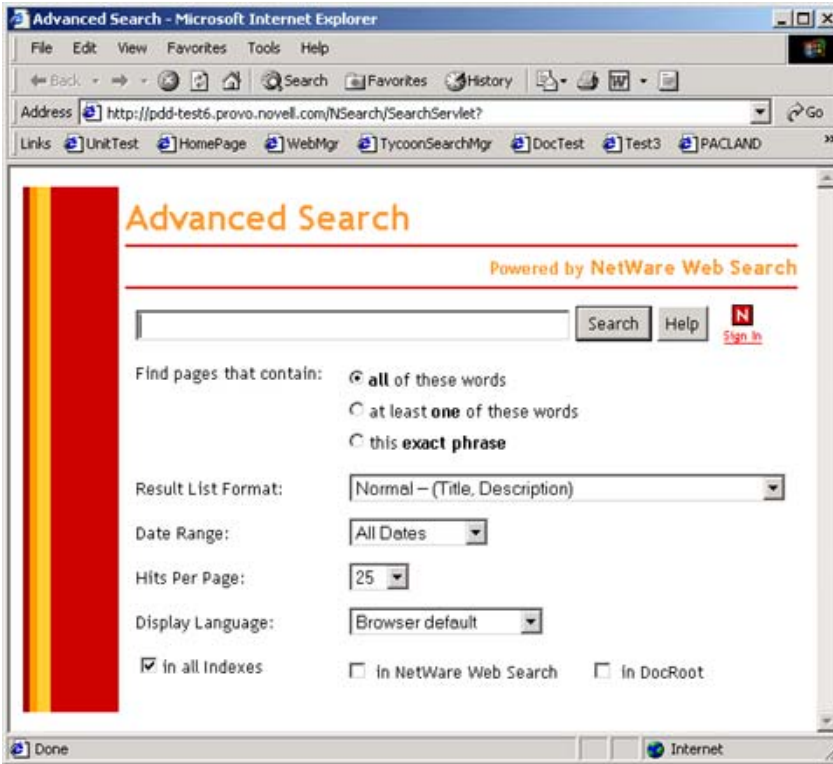 Advanced Search - Microsoft Internet Explorer
File Edit View Favorites Tools Help
Back Search Favorites History W
Address http://pdd-test6.provo.novell.com/NSearch/SearchServlet? Go
Links UnitTest HomePage WebMgr TycoonSearchMgr DocTest Test3 PACLAND »
Advanced Search
Powered by NetWare Web Search
Search Help N
Sign In
Find pages that contain: all of these words
at least one of these words
this exact phrase
Result List Format: Normal – (Title, Description)
Date Range: All Dates
Hits Per Page: 25
Display Language: Browser default
in all Indexes in NetWare Web Search in DocRoot
Done Internet